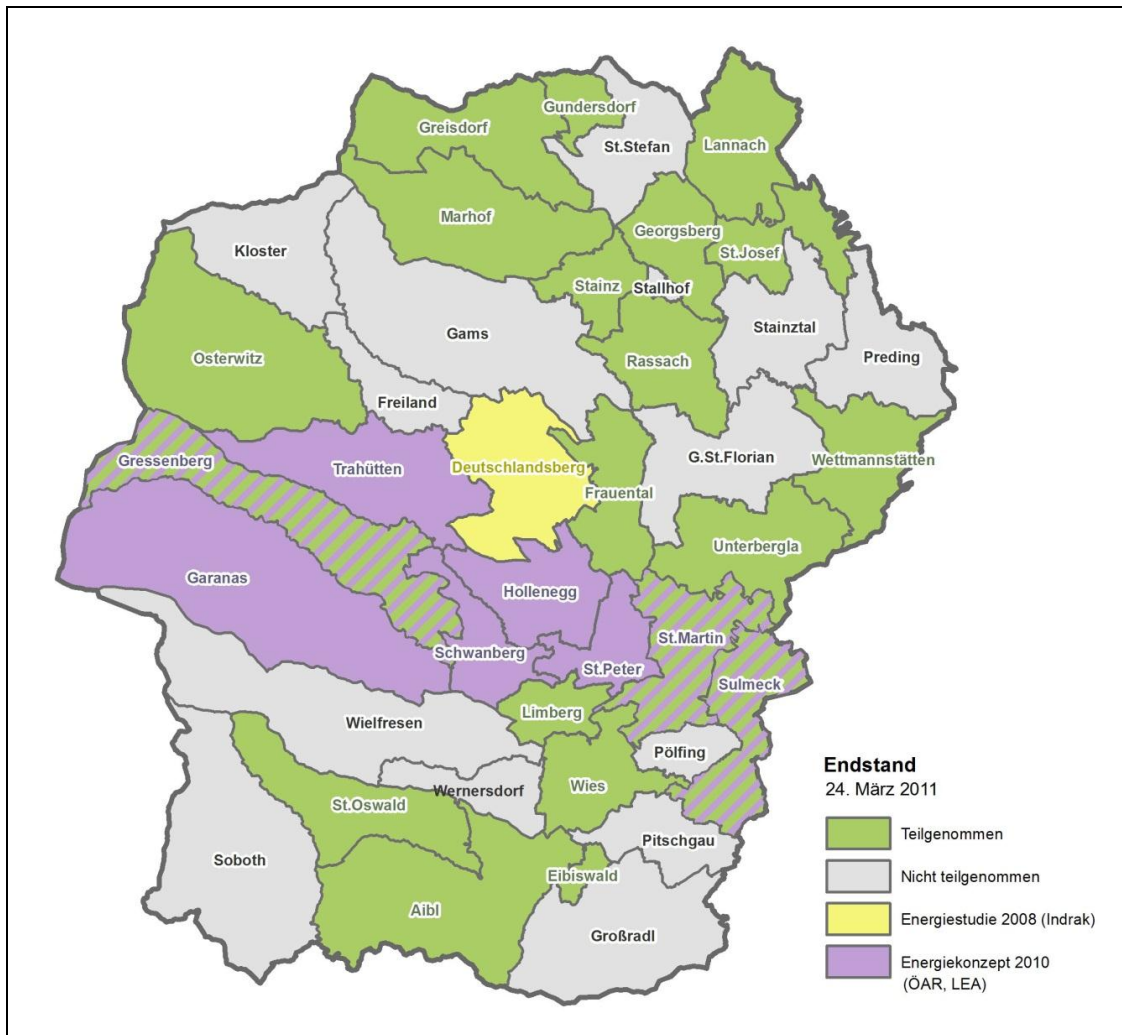 Gundersdorf
Greisdorf
St.Stefan
Lannach
Marhof
Georgsberg
Kloster
St.Josef
Stainz
Stallhof
Stainztal
Gams
Preding
Osterwitz
Rassach
Freiland
G.St.Florian
Gressenberg
Trahütten
Deutschlandsberg
Wettmannstätten
Frauental
Unterbergla
Garanas
Hollenegg
St.Martin
Schwanberg
St.Peter
Sulmeck
Limberg
Wielfresen
Pölfing
Wernersdorf
Wies
St.Oswald
Pitschgau
Soboth
Eibiswald
Aibl
Großradl
Endstand
24. März 2011
Teilgenommen
Nicht teilgenommen
Energiestudie 2008 (Indrak)
Energiekonzept 2010
(ÖAR, LEA)